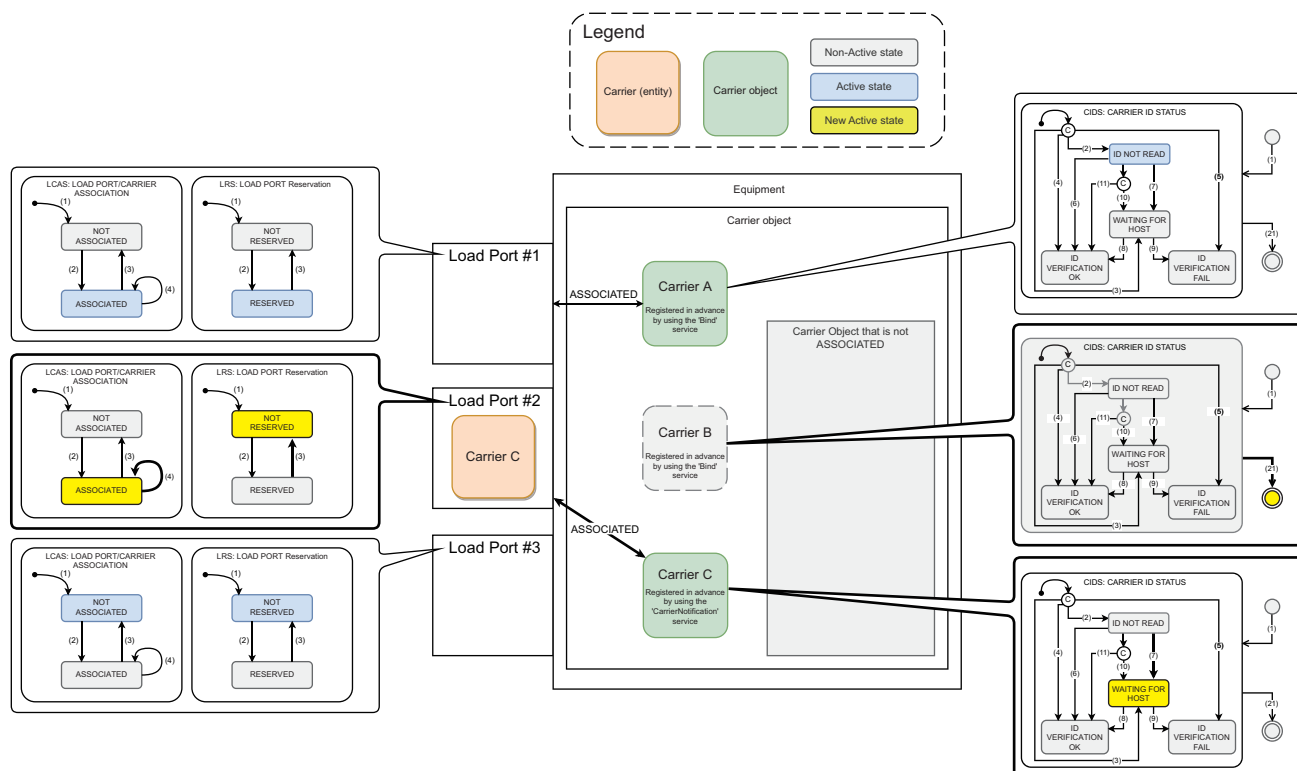 Legend
Carrier (entity)
Carrier object
Non-Active state
Active state
New Active state
LCAS: LOAD PORT/CARRIER
ASSOCIATION
(1)
NOT
ASSOCIATED
(2)
(3)
(4)
ASSOCIATED
LRS: LOAD PORT Reservation
(1)
NOT
RESERVED
(2)
(3)
RESERVED
LCAS: LOAD PORT/CARRIER
ASSOCIATION
(1)
NOT
ASSOCIATED
(2)
(3)
(4)
ASSOCIATED
LRS: LOAD PORT Reservation
(1)
NOT
RESERVED
(2)
(3)
RESERVED
LCAS: LOAD PORT/CARRIER
ASSOCIATION
(1)
NOT
ASSOCIATED
(2)
(3)
(4)
ASSOCIATED
LRS: LOAD PORT Reservation
(1)
NOT
RESERVED
(2)
(3)
RESERVED
Equipment
Carrier object
Load Port #1
Load Port #2
Carrier C
Load Port #3
ASSOCIATED
ASSOCIATED
Carrier A
Registered in advance
by using the 'Bind'
service
Carrier B
Registered in advance
by using the 'Bind'
service
Carrier C
Registered in advance
by using the
'CarrierNotification'
service
Carrier Object that is not
ASSOCIATED
CIDS: CARRIER ID STATUS
C
(2)
ID NOT READ
(4)
(11)
C
(5)
(6)
(10)
(7)
WAITING FOR
HOST
(8)
(9)
ID
VERIFICATION
OK
ID
VERIFICATION
FAIL
(3)
(1)
(21)
CIDS: CARRIER ID STATUS
C
(2)
ID NOT READ
(4)
(11)
C
(5)
(6)
(10)
(7)
WAITING FOR
HOST
(8)
(9)
ID
VERIFICATION
OK
ID
VERIFICATION
FAIL
(3)
(1)
(21)
CIDS: CARRIER ID STATUS
C
(2)
ID NOT READ
(4)
(11)
C
(5)
(6)
(10)
(7)
WAITING FOR
HOST
(8)
(9)
ID
VERIFICATION
OK
ID
VERIFICATION
FAIL
(3)
(1)
(21)